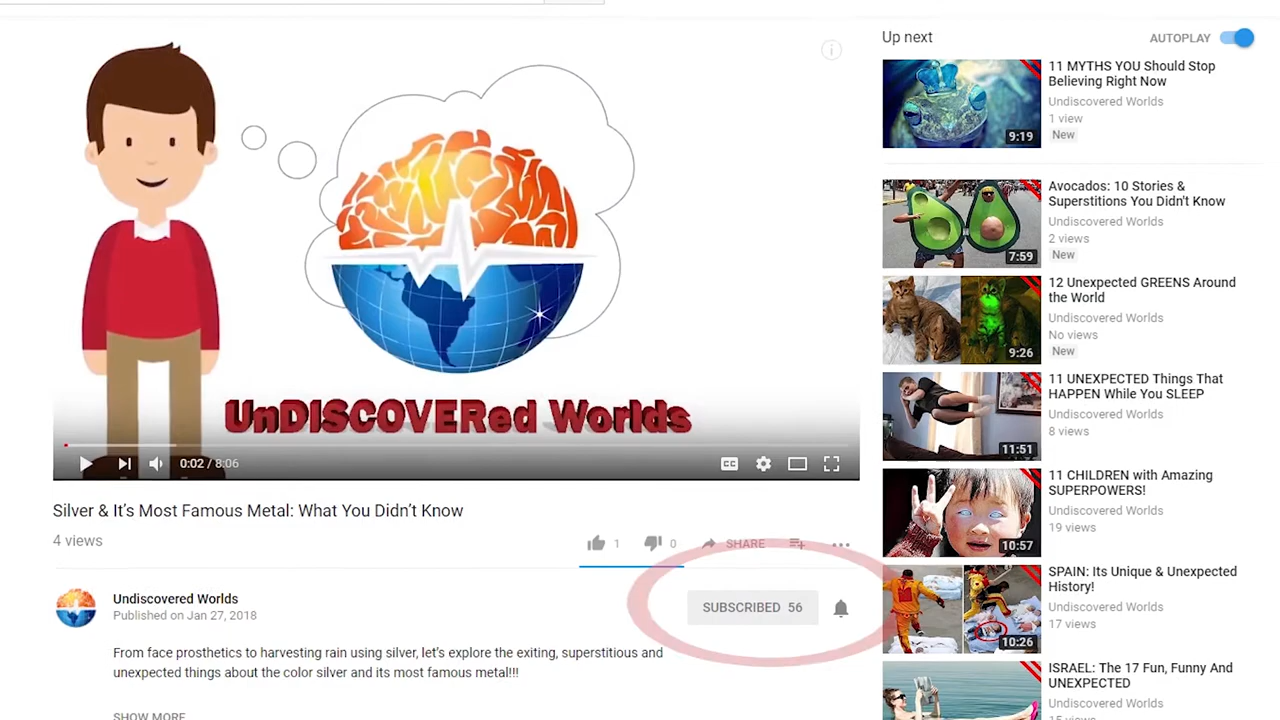 UnDISCOVERed Worlds
0:02 / 8:06
CC
Silver & It’s Most Famous Metal: What You Didn’t Know
4 views
1
0
SHARE
Undiscovered Worlds
Published on Jan 27, 2018
SUBSCRIBED 56
From face prosthetics to harvesting rain using silver, let’s explore the exiting, superstitious and
unexpected things about the color silver and its most famous metal!!!
SHOW MORE
Up next
AUTOPLAY
9:19
11 MYTHS YOU Should Stop
Believing Right Now
Undiscovered Worlds
1 view
New
7:59
Avocados: 10 Stories &
Superstitions You Didn't Know
Undiscovered Worlds
2 views
New
9:26
12 Unexpected GREENS Around
the World
Undiscovered Worlds
No views
New
11:51
11 UNEXPECTED Things That
HAPPEN While You SLEEP
Undiscovered Worlds
8 views
10:57
11 CHILDREN with Amazing
SUPERPOWERS!
Undiscovered Worlds
19 views
10:26
SPAIN: Its Unique & Unexpected
History!
Undiscovered Worlds
17 views
ISRAEL: The 17 Fun, Funny And
UNEXPECTED
Undiscovered Worlds
15 views